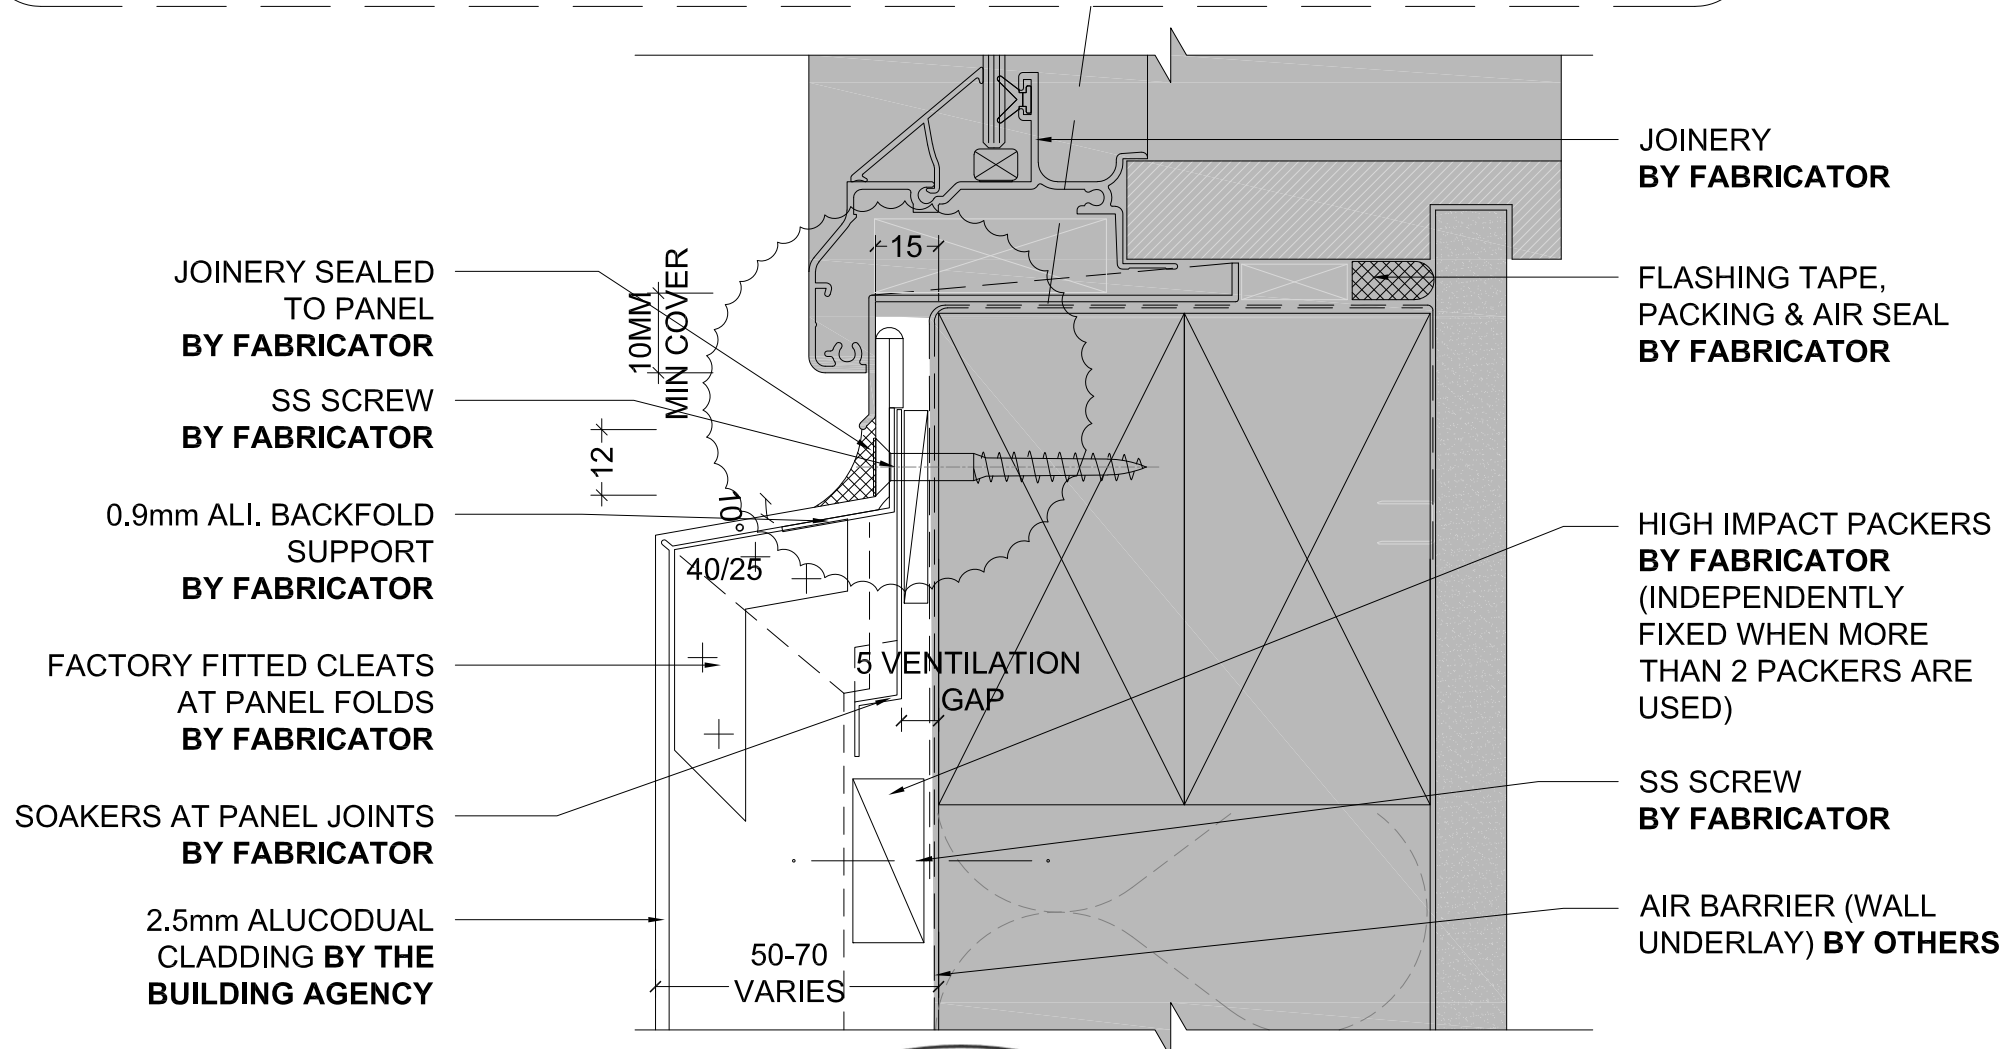 JOINERY SEALED
TO PANEL
BY FABRICATOR
SS SCREW
BY FABRICATOR
0.9mm ALI. BACKFOLD
SUPPORT
BY FABRICATOR
FACTORY FITTED CLEATS
AT PANEL FOLDS
BY FABRICATOR
SOAKERS AT PANEL JOINTS
BY FABRICATOR
2.5mm ALUCODUAL
CLADDING BY THE
BUILDING AGENCY
15
10MM
MIN COVER
12
10°
40/25
5 VENTILATION
GAP
50-70
VARIES
JOINERY
BY FABRICATOR
FLASHING TAPE,
PACKING & AIR SEAL
BY FABRICATOR
HIGH IMPACT PACKERS
BY FABRICATOR
(INDEPENDENTLY
FIXED WHEN MORE
THAN 2 PACKERS ARE
USED)
SS SCREW
BY FABRICATOR
AIR BARRIER (WALL
UNDERLAY) BY OTHERS